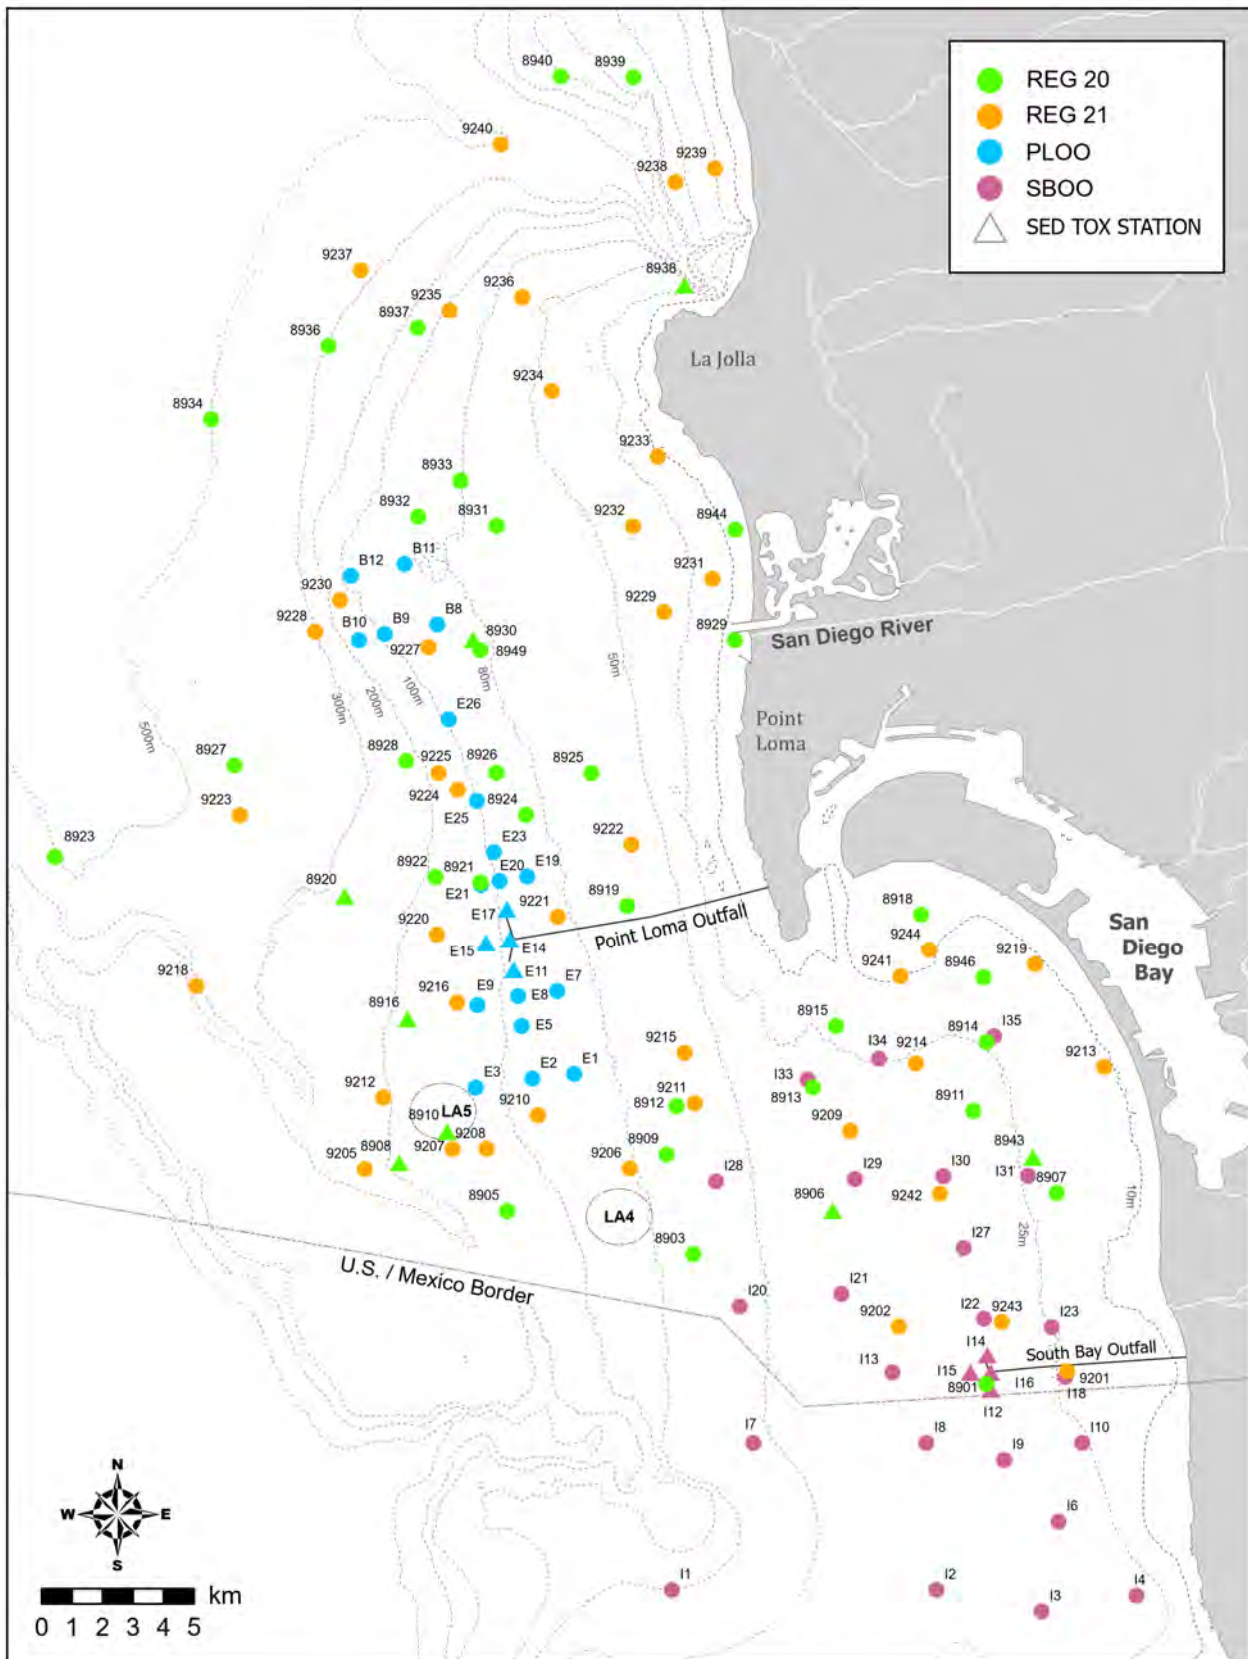 8940
8939
REG 20
REG 21
PLOO
SBOO
SED TOX STATION
9240
9238
9239
9237
8938
9236
9235
8937
8936
La Jolla
9234
8934
9233
8933
8932
8931
9232
8944
B11
B12
9231
9230
9229
9228
B10
B9
B8
8930
8929
San Diego River
9227
8949
50m
80m
100m
200m
300m
500m
E26
Point
Loma
8927
8928
9225
8926
8925
9223
9224
8924
E25
8923
E23
9222
8922
8921
E20
E19
8920
E21
8919
E17
9221
8918
San
Diego
Bay
9220
Point Loma Outfall
9244
E15
E14
9219
9241
8946
9218
E11
E9
E7
9216
E8
8916
8915
E5
I35
8914
I34
9214
9215
9213
E3
E2
E1
I33
9212
LA5
8913
9211
8912
8911
8910
9210
9209
8943
8908
9207
9208
8909
9205
9206
I28
I29
I30
I31
8907
8906
9242
10m
8905
LA4
25m
8903
I27
U.S. / Mexico Border
I21
I20
I22
9243
I23
9202
I14
South Bay Outfall
I13
I15
I16
9201
8901
I18
I12
I7
I8
I10
I9
N
W
E
S
I6
I1
I2
I4
I3
km
0 1 2 3 4 5